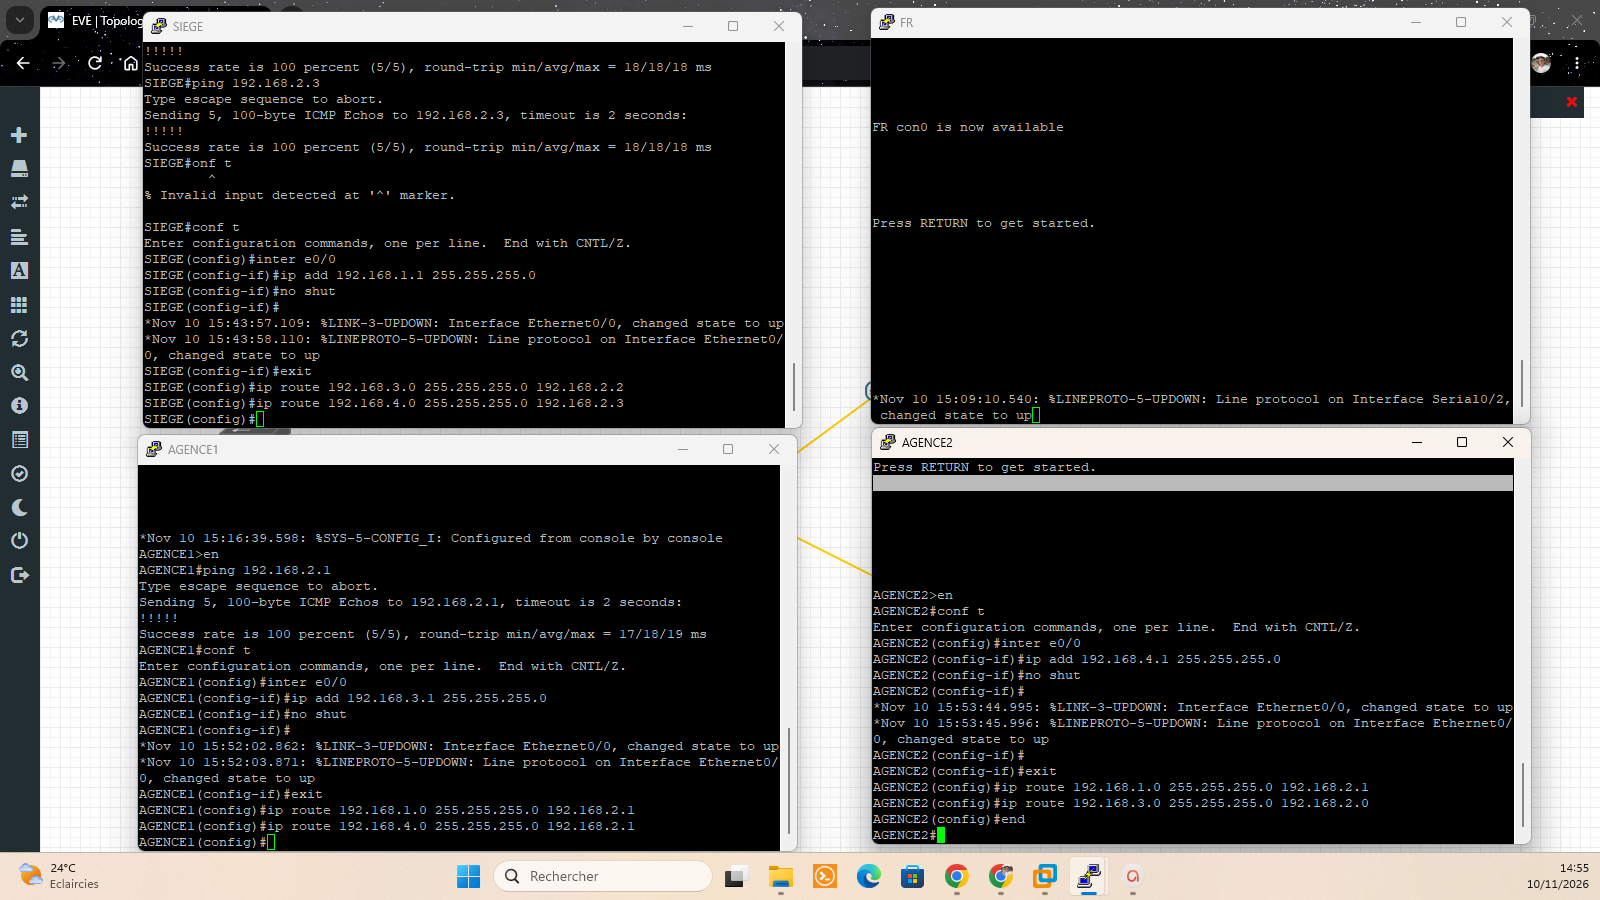 EVE | Topolog
SIEGE
!!!!!
Success rate is 100 percent (5/5), round-trip min/avg/max = 18/18/18 ms
SIEGE#ping 192.168.2.3
Type escape sequence to abort.
Sending 5, 100-byte ICMP Echos to 192.168.2.3, timeout is 2 seconds:
!!!!!
Success rate is 100 percent (5/5), round-trip min/avg/max = 18/18/18 ms
SIEGE#onf t
^
% Invalid input detected at '^' marker.
SIEGE#conf t
Enter configuration commands, one per line.  End with CNTL/Z.
SIEGE(config)#inter e0/0
SIEGE(config-if)#ip add 192.168.1.1 255.255.255.0
SIEGE(config-if)#no shut
SIEGE(config-if)#
*Nov 10 15:43:57.109: %LINK-3-UPDOWN: Interface Ethernet0/0, changed state to up
*Nov 10 15:43:58.110: %LINEPROTO-5-UPDOWN: Line protocol on Interface Ethernet0/
0, changed state to up
SIEGE(config-if)#exit
SIEGE(config)#ip route 192.168.3.0 255.255.255.0 192.168.2.2
SIEGE(config)#ip route 192.168.4.0 255.255.255.0 192.168.2.3
SIEGE(config)#
FR
FR con0 is now available
Press RETURN to get started.
*Nov 10 15:09:10.540: %LINEPROTO-5-UPDOWN: Line protocol on Interface Serial0/2,
changed state to up
AGENCE1
*Nov 10 15:16:39.598: %SYS-5-CONFIG_I: Configured from console by console
AGENCE1>en
AGENCE1#ping 192.168.2.1
Type escape sequence to abort.
Sending 5, 100-byte ICMP Echos to 192.168.2.1, timeout is 2 seconds:
!!!!!
Success rate is 100 percent (5/5), round-trip min/avg/max = 17/18/19 ms
AGENCE1#conf t
Enter configuration commands, one per line.  End with CNTL/Z.
AGENCE1(config)#inter e0/0
AGENCE1(config-if)#ip add 192.168.3.1 255.255.255.0
AGENCE1(config-if)#no shut
AGENCE1(config-if)#
*Nov 10 15:52:02.862: %LINK-3-UPDOWN: Interface Ethernet0/0, changed state to up
*Nov 10 15:52:03.871: %LINEPROTO-5-UPDOWN: Line protocol on Interface Ethernet0/
0, changed state to up
AGENCE1(config-if)#exit
AGENCE1(config)#ip route 192.168.1.0 255.255.255.0 192.168.2.1
AGENCE1(config)#ip route 192.168.4.0 255.255.255.0 192.168.2.1
AGENCE1(config)#
AGENCE2
Press RETURN to get started.
AGENCE2>en
AGENCE2#conf t
Enter configuration commands, one per line.  End with CNTL/Z.
AGENCE2(config)#inter e0/0
AGENCE2(config-if)#ip add 192.168.4.1 255.255.255.0
AGENCE2(config-if)#no shut
AGENCE2(config-if)#
*Nov 10 15:53:44.995: %LINK-3-UPDOWN: Interface Ethernet0/0, changed state to up
*Nov 10 15:53:45.996: %LINEPROTO-5-UPDOWN: Line protocol on Interface Ethernet0/
0, changed state to up
AGENCE2(config-if)#
AGENCE2(config-if)#exit
AGENCE2(config)#ip route 192.168.1.0 255.255.255.0 192.168.2.1
AGENCE2(config)#ip route 192.168.3.0 255.255.255.0 192.168.2.0
AGENCE2(config)#end
AGENCE2#
24°C
Eclaircies
Rechercher
14:55
10/11/2026